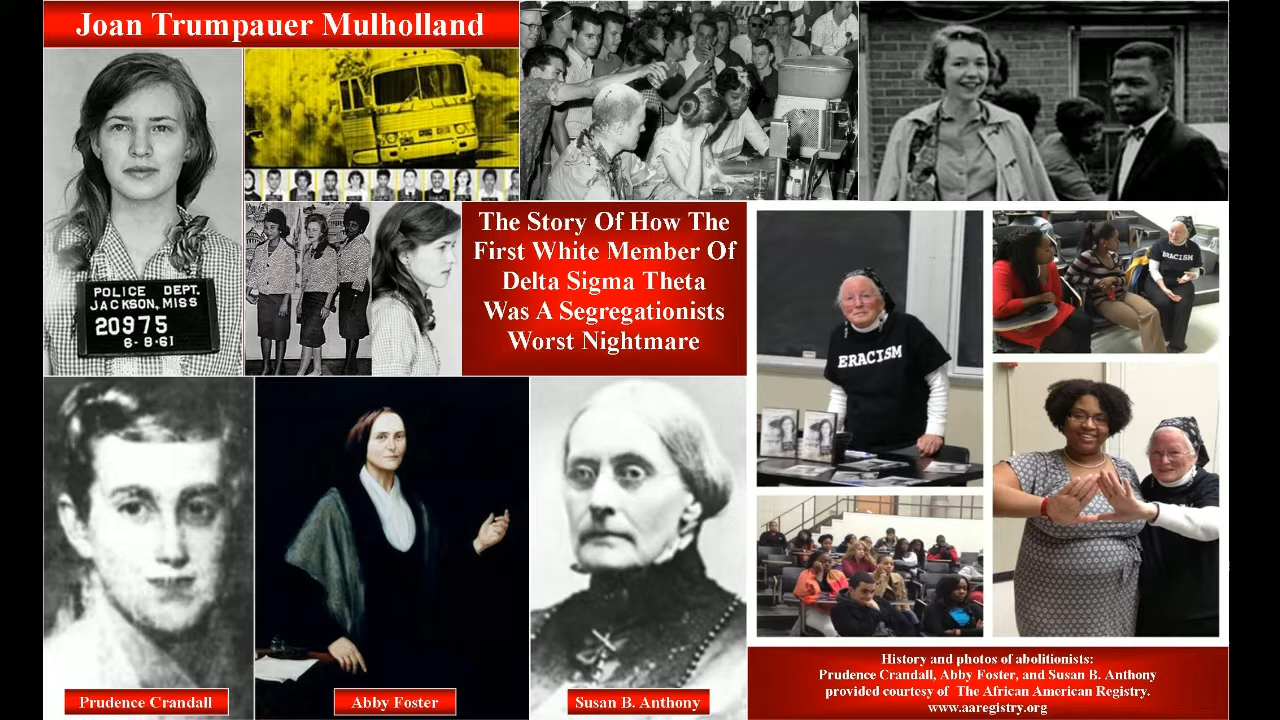 Joan Trumpauer Mulholland
POLICE DEPT.
JACKSON, MISS
20975
6-8-61
The Story Of How The
First White Member Of
Delta Sigma Theta
Was A Segregationists
Worst Nightmare
ERACISM
ERACISM
Prudence Crandall
Abby Foster
Susan B. Anthony
History and photos of abolitionists:
Prudence Crandall, Abby Foster, and Susan B. Anthony
provided courtesy of The African American Registry.
www.aaregistry.org